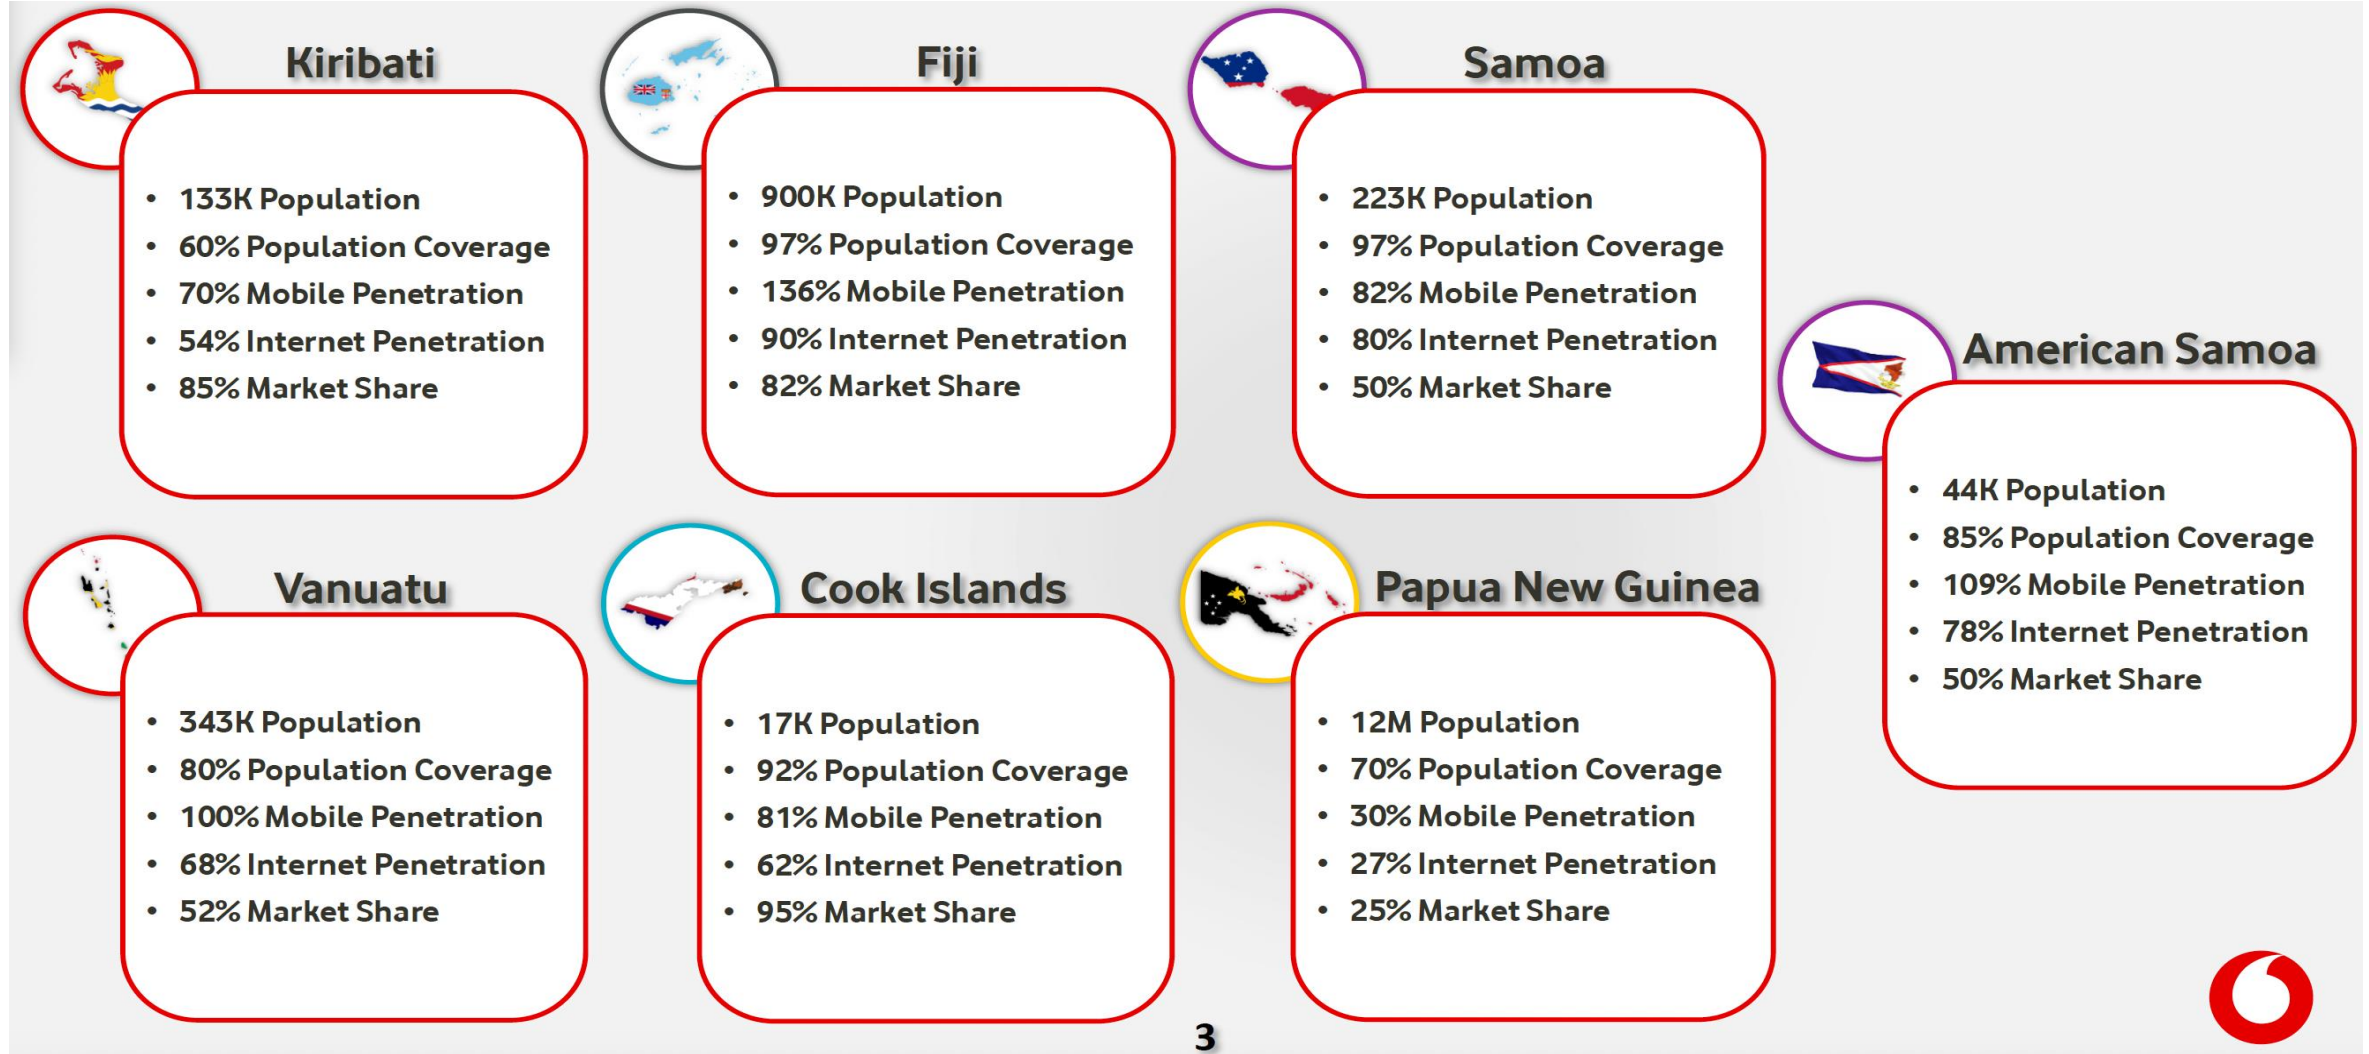 Kiribati
• 133K Population
• 60% Population Coverage
• 70% Mobile Penetration
• 54% Internet Penetration
• 85% Market Share
Fiji
• 900K Population
• 97% Population Coverage
• 136% Mobile Penetration
• 90% Internet Penetration
• 82% Market Share
Samoa
• 223K Population
• 97% Population Coverage
• 82% Mobile Penetration
• 80% Internet Penetration
• 50% Market Share
American Samoa
• 44K Population
• 85% Population Coverage
• 109% Mobile Penetration
• 78% Internet Penetration
• 50% Market Share
Vanuatu
• 343K Population
• 80% Population Coverage
• 100% Mobile Penetration
• 68% Internet Penetration
• 52% Market Share
Cook Islands
• 17K Population
• 92% Population Coverage
• 81% Mobile Penetration
• 62% Internet Penetration
• 95% Market Share
Papua New Guinea
• 12M Population
• 70% Population Coverage
• 30% Mobile Penetration
• 27% Internet Penetration
• 25% Market Share
3